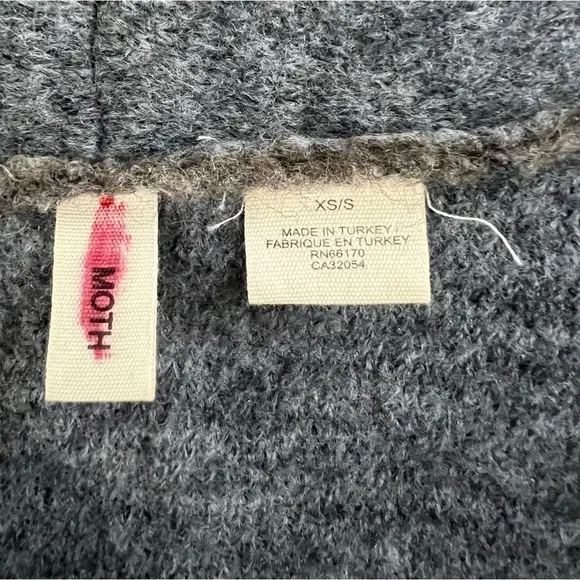 MOTH
XS/S
MADE IN TURKEY
FABRIQUE EN TURKEY
RN66170
CA32054